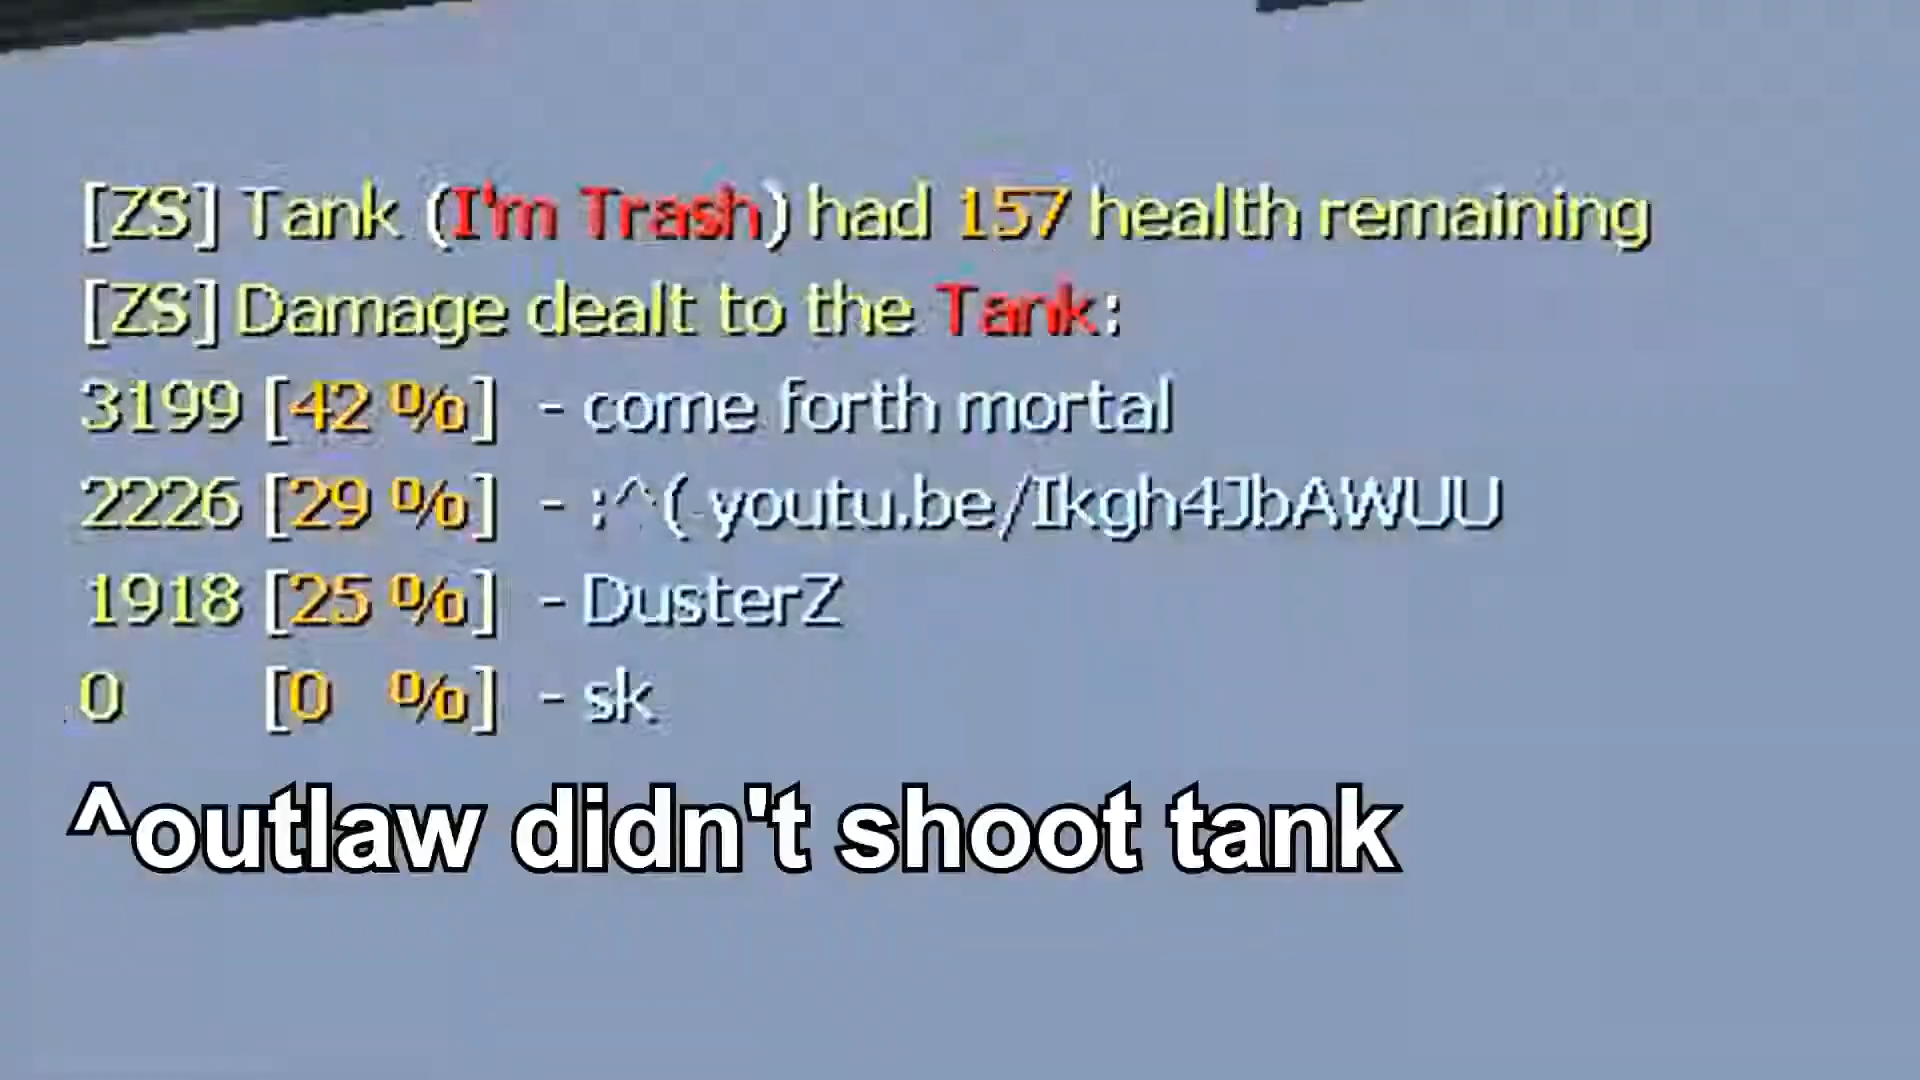 [ZS] Tank (I'm Trash) had 157 health remaining
[ZS] Damage dealt to the Tank:
3199 [42 %] - come forth mortal
2226 [29 %] - :^( youtu.be/Ikgh4JbAWUU
1918 [25 %] - DusterZ
0 [0 %] - sk
^outlaw didn't shoot tank